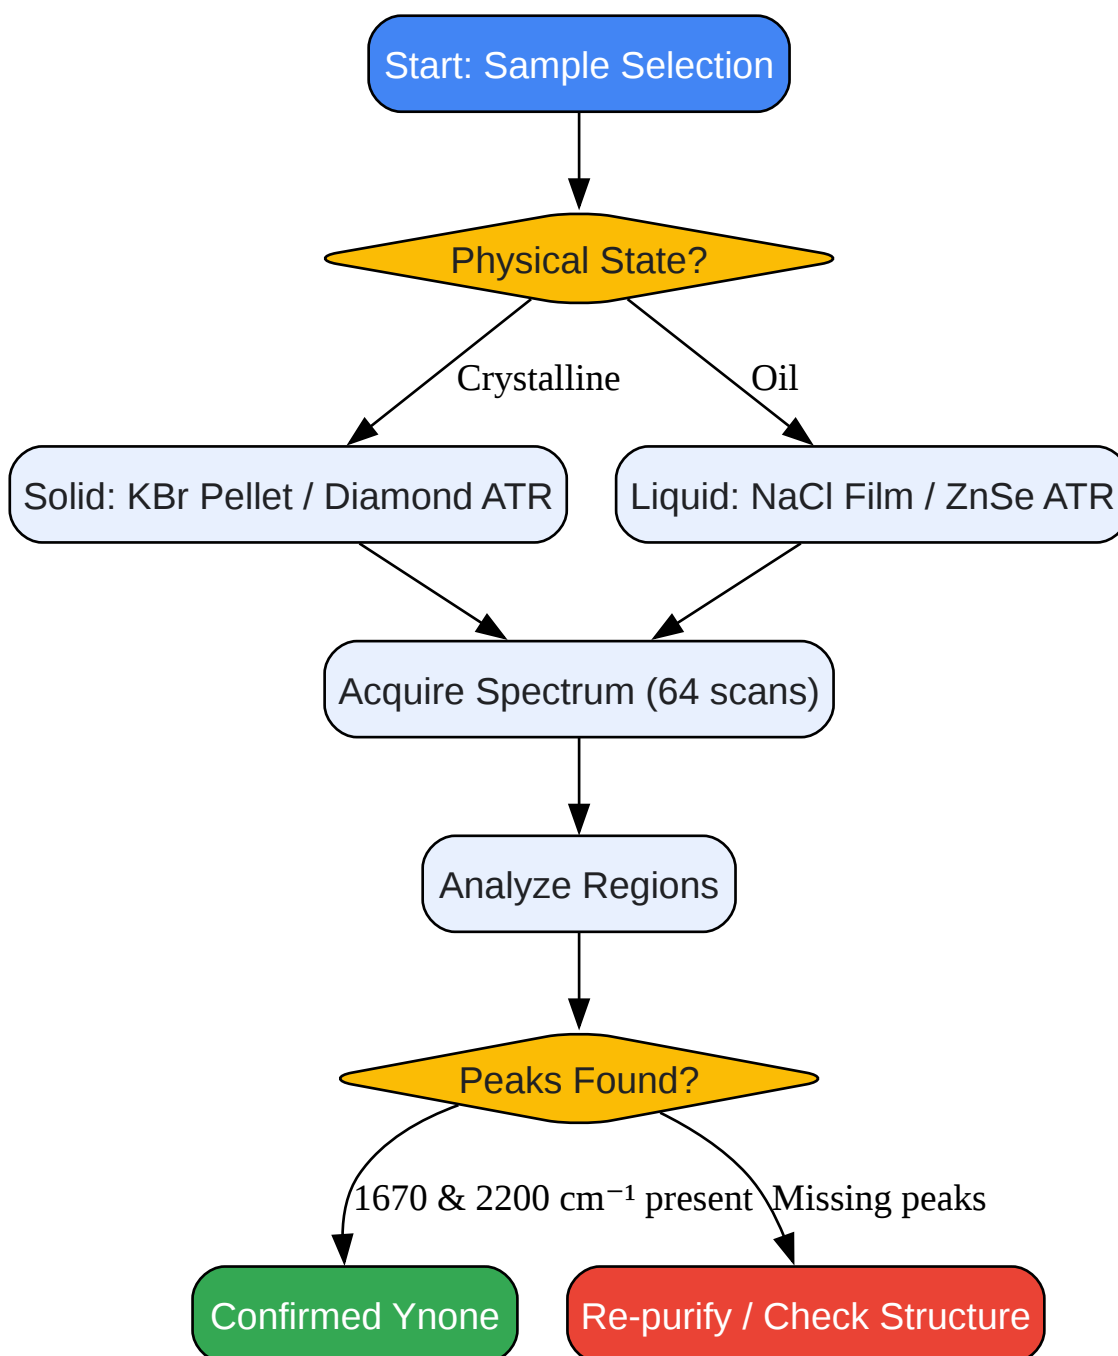 Start: Sample Selection
Physical State?
Crystalline
Oil
Solid: KBr Pellet / Diamond ATR
Liquid: NaCl Film / ZnSe ATR
Acquire Spectrum (64 scans)
Analyze Regions
Peaks Found?
1670 & 2200 cm⁻¹ present
Missing peaks
Confirmed Ynone
Re-purify / Check Structure